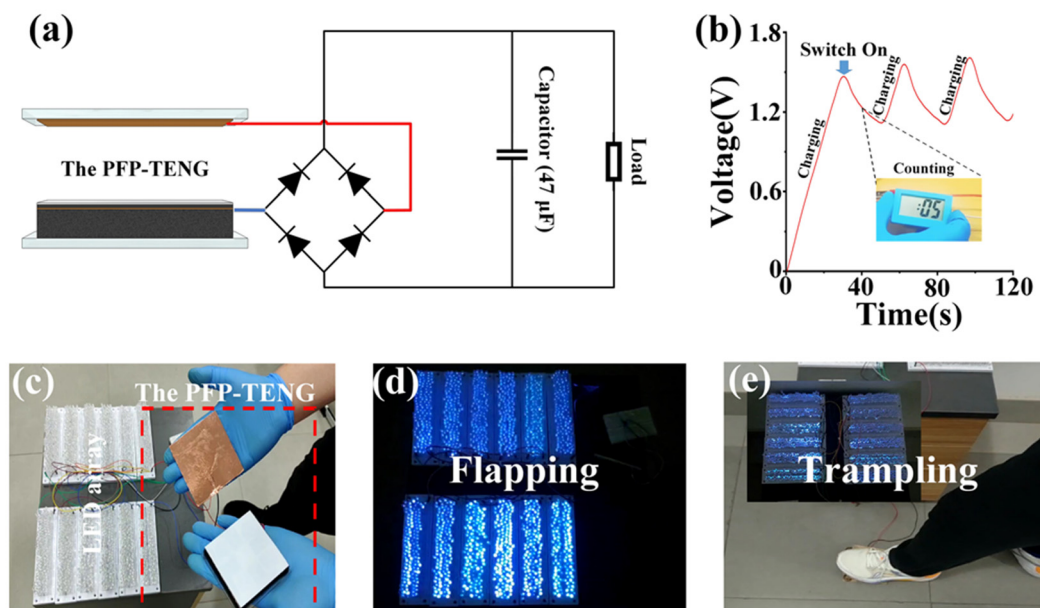 (a)
The PFP-TENG
Capacitor (47 μF)
Load
(b)
Voltage(V)
1.8
1.2
0.6
0
Switch On
Charging
Charging
Charging
Counting
:05
0
40
80
120
Time(s)
(c)
The PFP-TENG
LED array
(d)
Flapping
(e)
Trampling